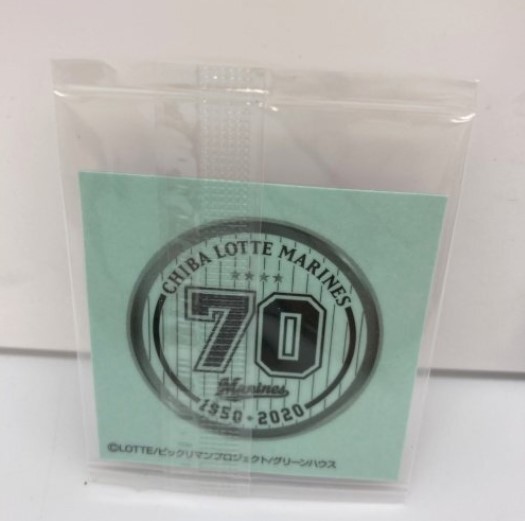 CHIBA LOTTE MARINES
70
Marines
1950-2020
©LOTTE/ビックリマンプロジェクト/グリーンハウス